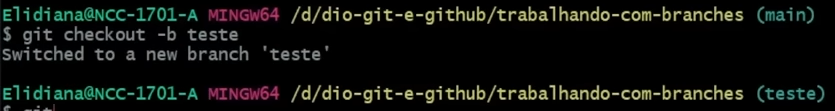 Elidiana@NCC-1701-A MINGW64 /d/dio-git-e-github/trabalhando-com-branches (main)
$ git checkout -b teste
Switched to a new branch 'teste'
Elidiana@NCC-1701-A MINGW64 /d/dio-git-e-github/trabalhando-com-branches (teste)
$ git